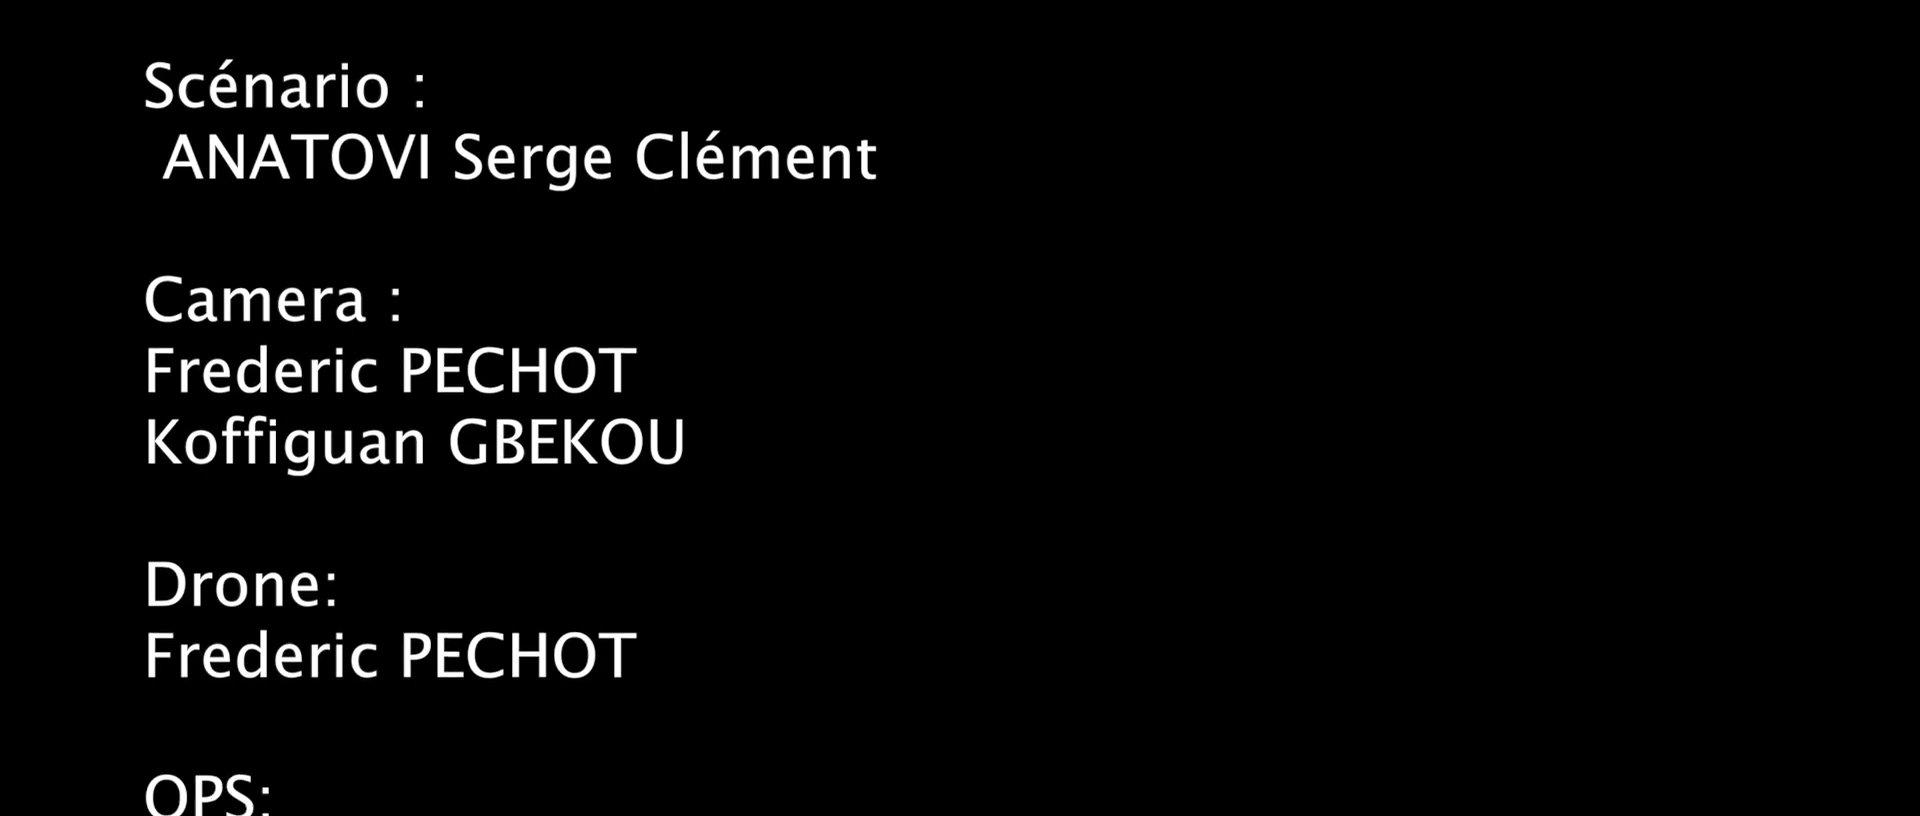 Scénario :
ANATOVI Serge Clément
Camera :
Frederic PECHOT
Koffiguan GBEKOU
Drone:
Frederic PECHOT
OPS: